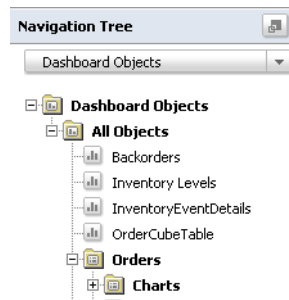 Navigation Tree
Dashboard Objects
Dashboard Objects
All Objects
Backorders
Inventory Levels
InventoryEventDetails
OrderCubeTable
Orders
Charts